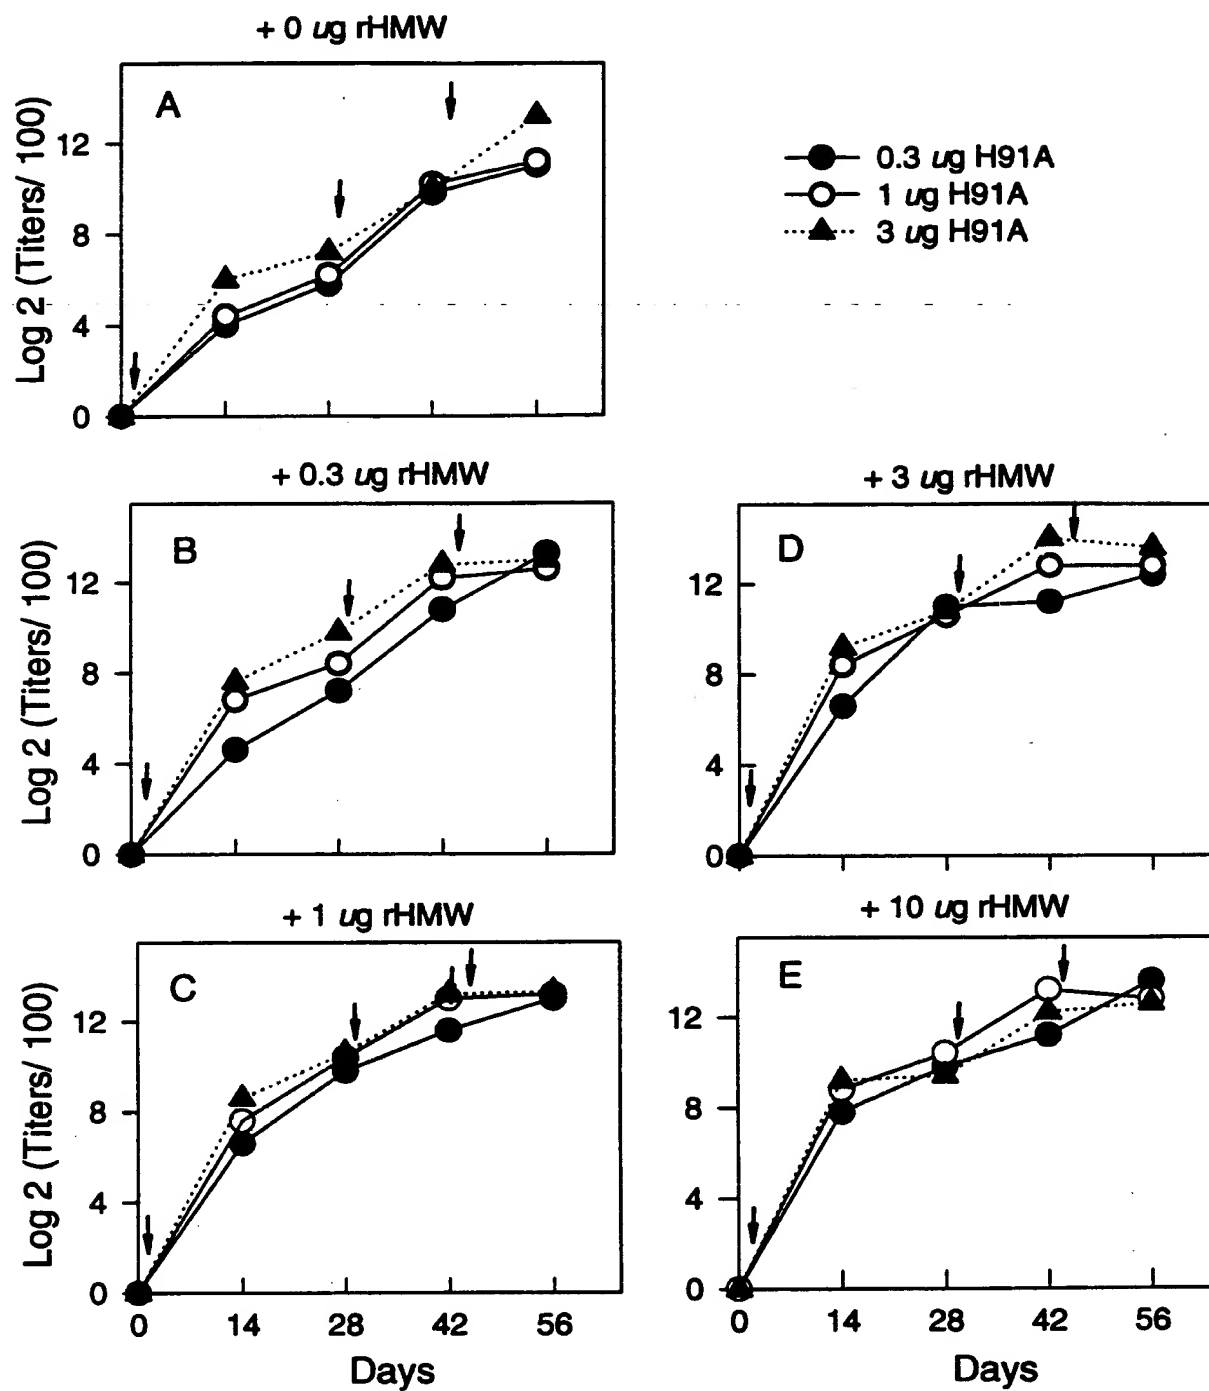 + 0 ug rHMW
A
Log 2 (Titers/ 100)
12
8
4
0
0.3 ug H91A
1 ug H91A
3 ug H91A
+ 0.3 ug rHMW
B
Log 2 (Titers/ 100)
12
8
4
0
+ 3 ug rHMW
D
12
8
4
0
+ 1 ug rHMW
C
Log 2 (Titers/ 100)
12
8
4
0
0 14 28 42 56
Days
+ 10 ug rHMW
E
12
8
4
0
0 14 28 42 56
Days